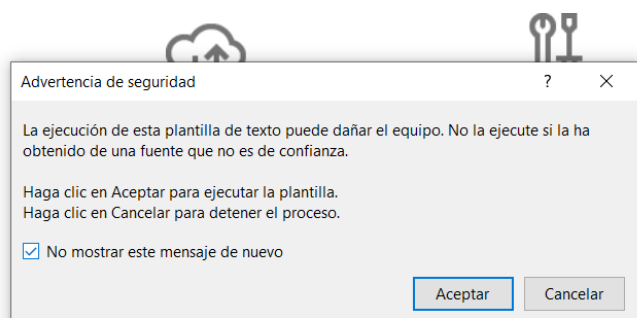 Advertencia de seguridad
?
La ejecución de esta plantilla de texto puede dañar el equipo. No la ejecute si la ha
obtenido de una fuente que no es de confianza.
Haga clic en Aceptar para ejecutar la plantilla.
Haga clic en Cancelar para detener el proceso.
No mostrar este mensaje de nuevo
Aceptar
Cancelar